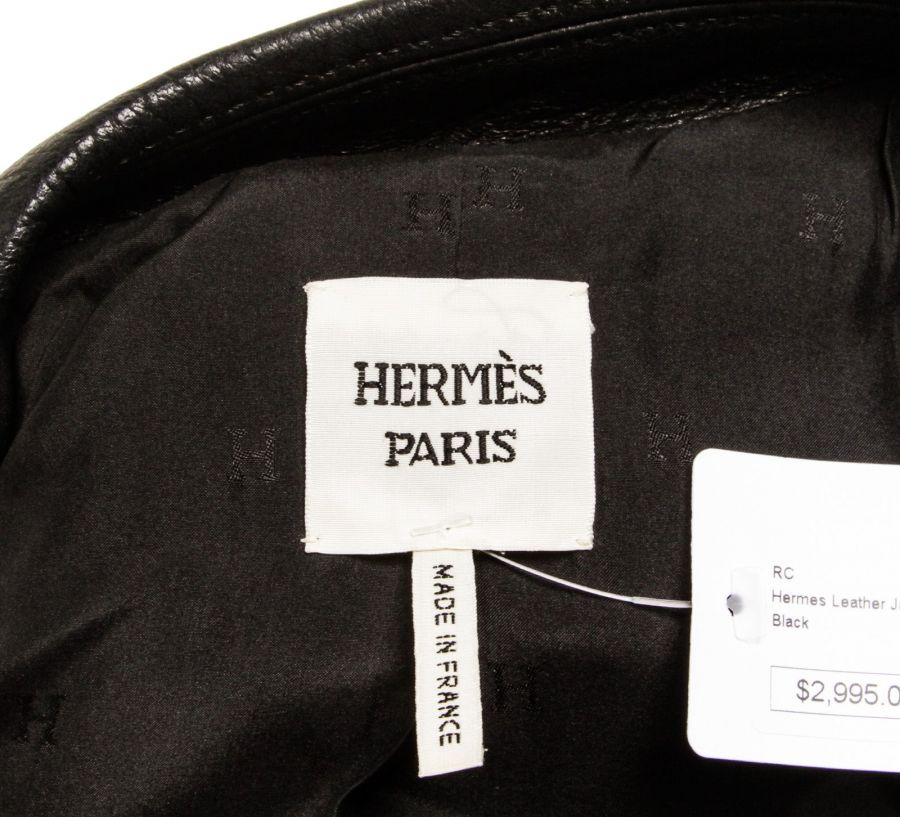 H H
H
HERMÈS
PARIS
H H
MADE IN FRANCE
RC
Hermes Leather J
Black
$2,995.0
H H